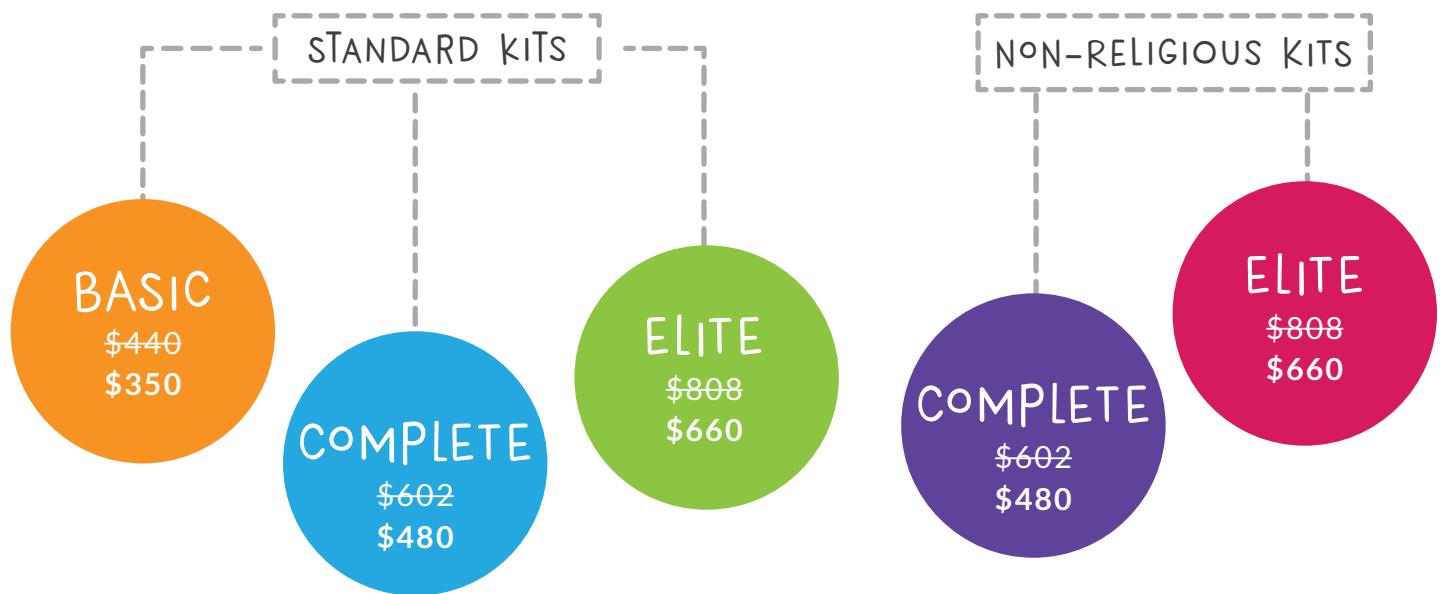 STANDARD KITS
BASIC
$440
$350
COMPLETE
$602
$480
ELITE
$808
$660
NON-RELIGIOUS KITS
COMPLETE
$602
$480
ELITE
$808
$660